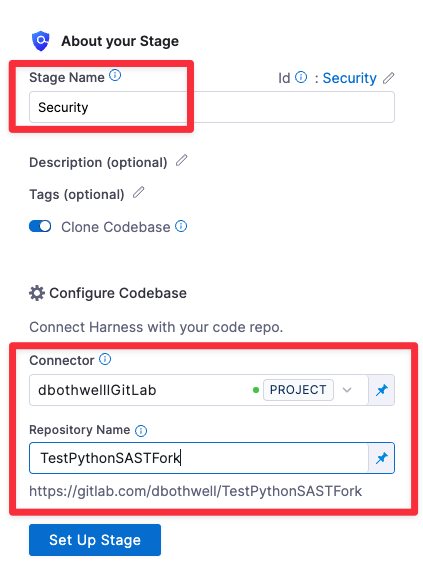 About your Stage
Stage Name
Id : Security
Security
Description (optional)
Tags (optional)
Clone Codebase
Configure Codebase
Connect Harness with your code repo.
Connector
dbothwelllGitLab PROJECT
Repository Name
TestPythonSASTFork
https://gitlab.com/dbothwell/TestPythonSASTFork
Set Up Stage